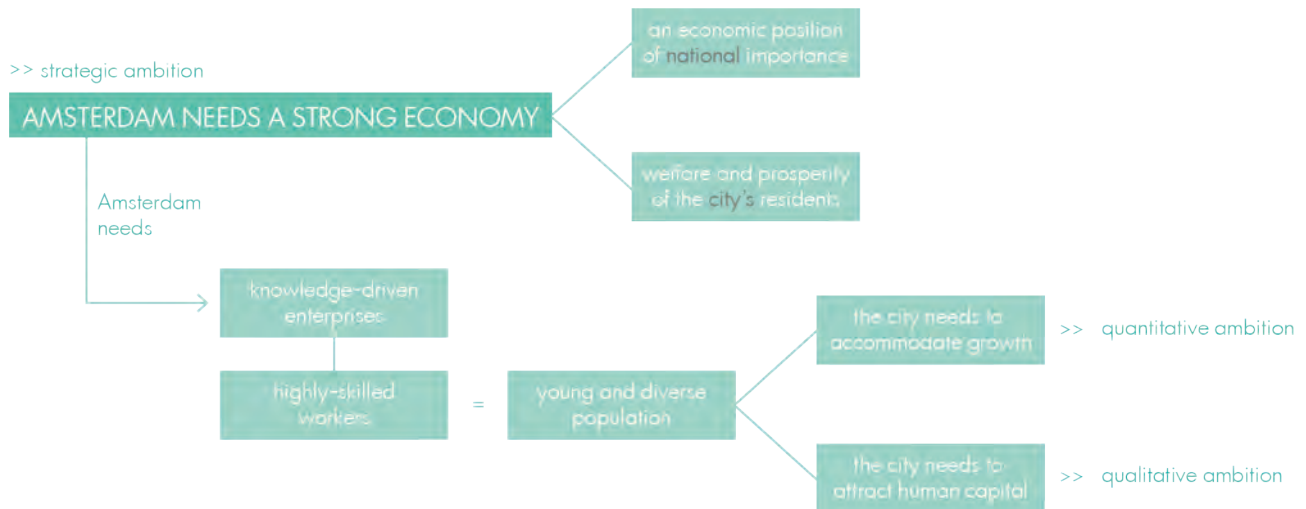 an economic position
of national importance
>> strategic ambition
AMSTERDAM NEEDS A STRONG ECONOMY
welfare and prosperity
of the city's residents
Amsterdam
needs
knowledge-driven
enterprises
highly-skilled
workers
=
young and diverse
population
the city needs to
accommodate growth
>> quantitative ambition
the city needs to
attract human capital
>> qualitative ambition